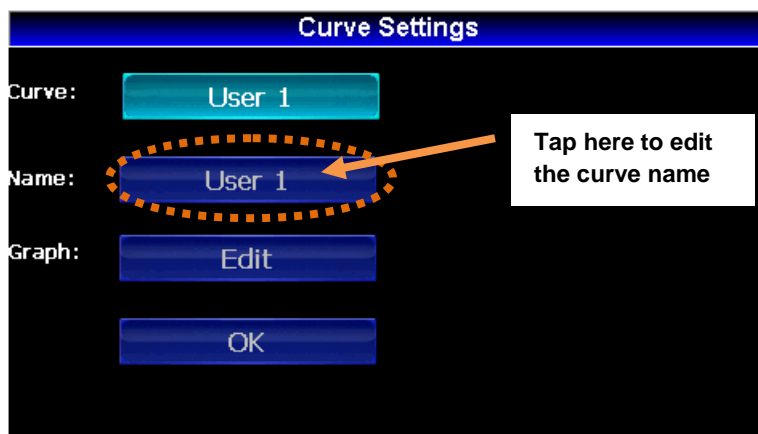 Curve Settings
Curve: User 1
Name: User 1
Tap here to edit
the curve name
Graph: Edit
OK